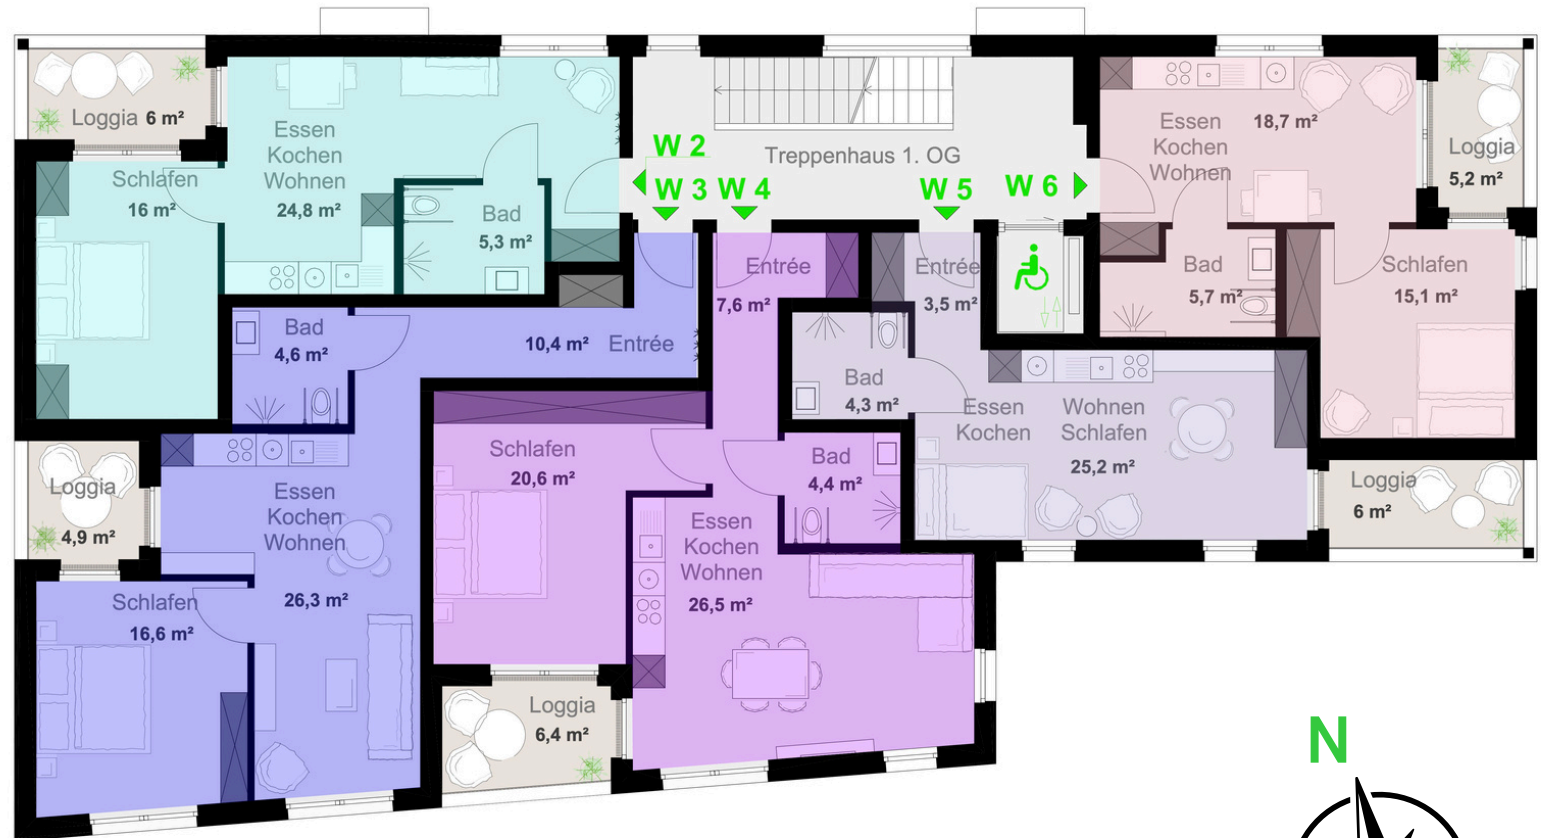 Loggia 6 m²
Essen
Kochen
Wohnen
24,8 m²
Schlafen
16 m²
Bad
5,3 m²
W 2
W 3
W 4
Treppenhaus 1. OG
W 5
W 6
Essen
Kochen
Wohnen
18,7 m²
Loggia
5,2 m²
Bad
5,7 m²
Schlafen
15,1 m²
Bad
4,6 m²
10,4 m² Entrée
Entrée
7,6 m²
Entrée
3,5 m²
Bad
4,3 m²
Essen
Kochen
Wohnen
Schlafen
25,2 m²
Loggia
6 m²
Loggia
4,9 m²
Essen
Kochen
Wohnen
26,3 m²
Schlafen
16,6 m²
Schlafen
20,6 m²
Bad
4,4 m²
Essen
Kochen
Wohnen
26,5 m²
Loggia
6,4 m²
N